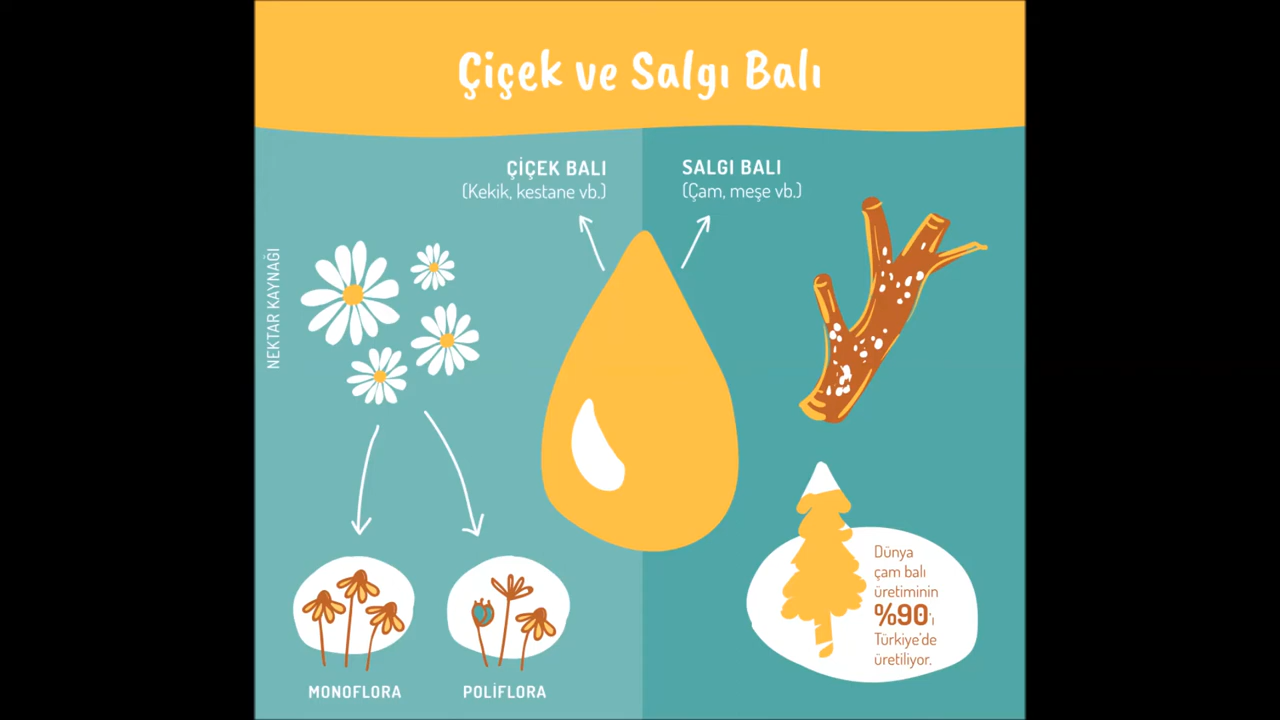 Çiçek ve Salgı Balı
ÇİÇEK BALI
(Kekik, kestane vb.)
SALGI BALI
(Çam, meşe vb.)
NEKTAR KAYNAĞI
MONOFLORA
POLİFLORA
Dünya
çam balı
üretiminin
%90'ı
Türkiye'de
üretiliyor.